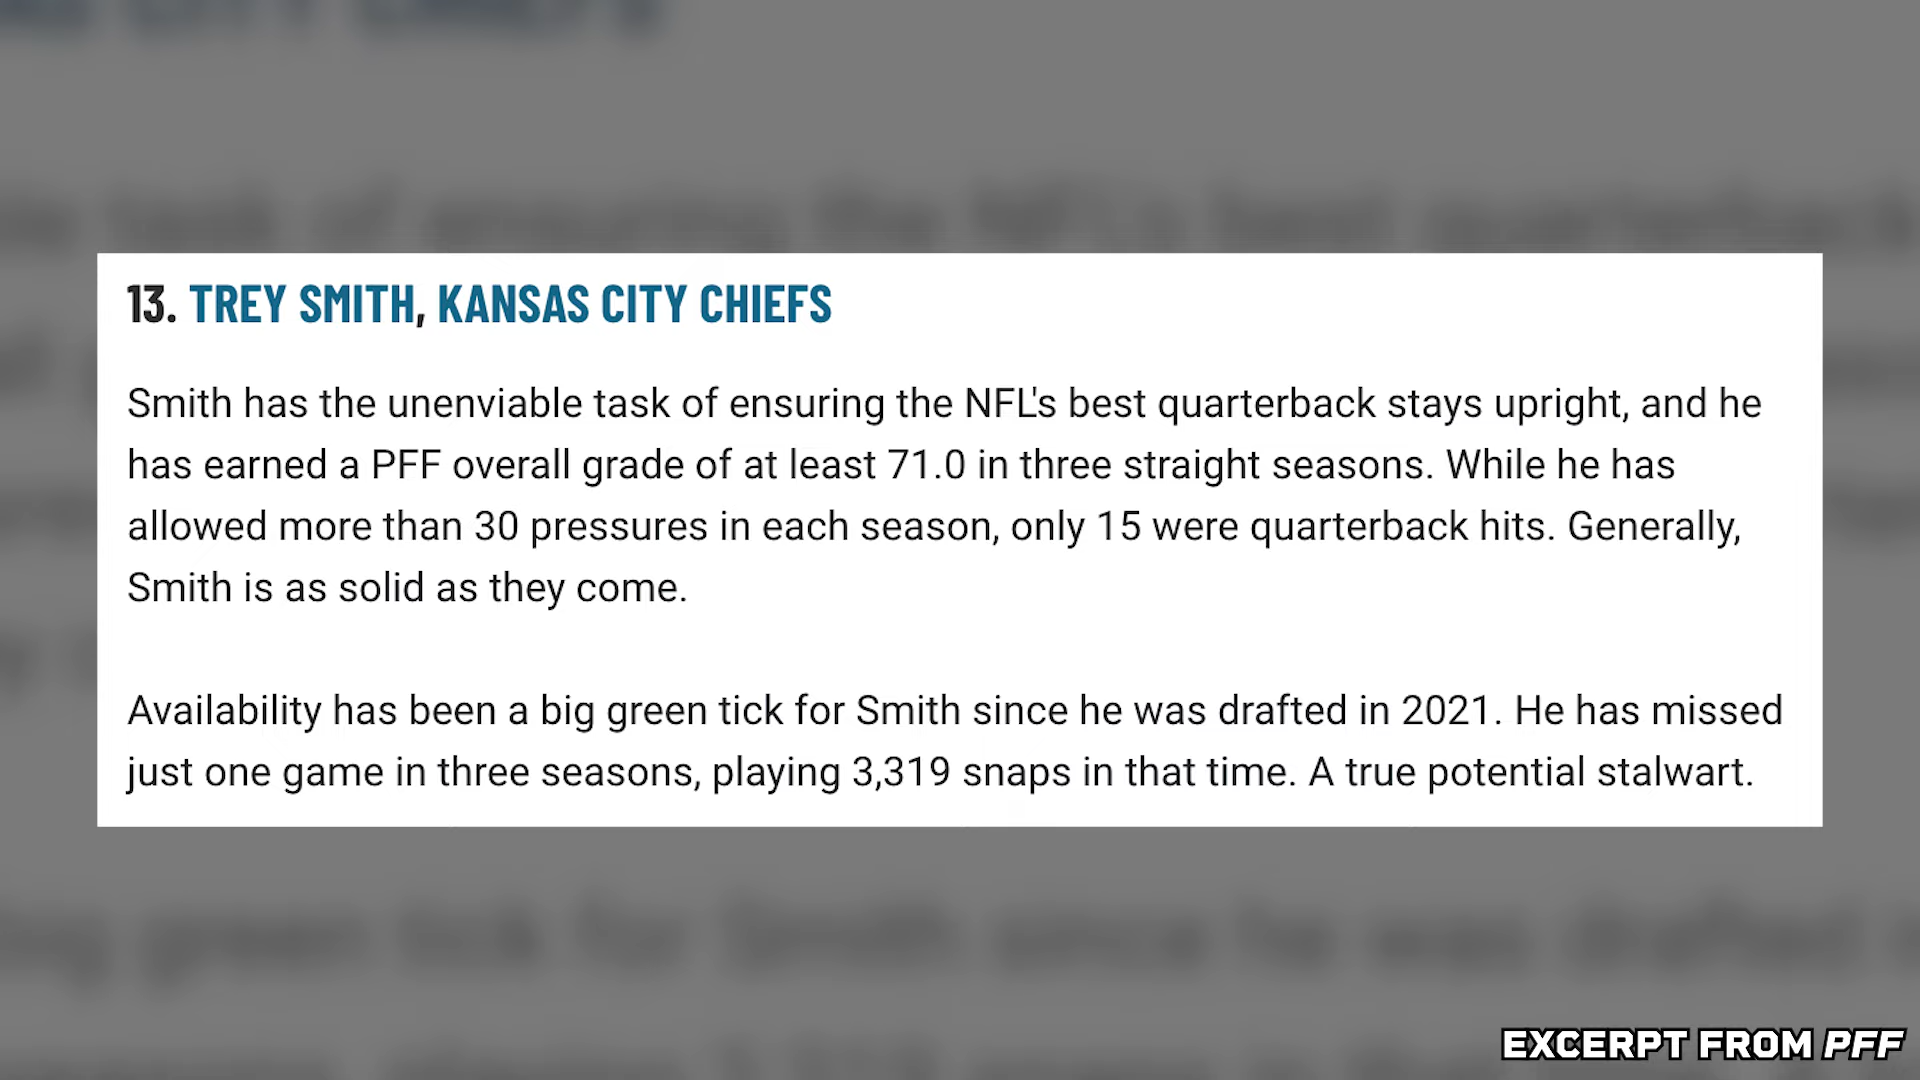 13. TREY SMITH, KANSAS CITY CHIEFS
Smith has the unenviable task of ensuring the NFL's best quarterback stays upright, and he
has earned a PFF overall grade of at least 71.0 in three straight seasons. While he has
allowed more than 30 pressures in each season, only 15 were quarterback hits. Generally,
Smith is as solid as they come.
Availability has been a big green tick for Smith since he was drafted in 2021. He has missed
just one game in three seasons, playing 3,319 snaps in that time. A true potential stalwart.
EXCERPT FROM PFF